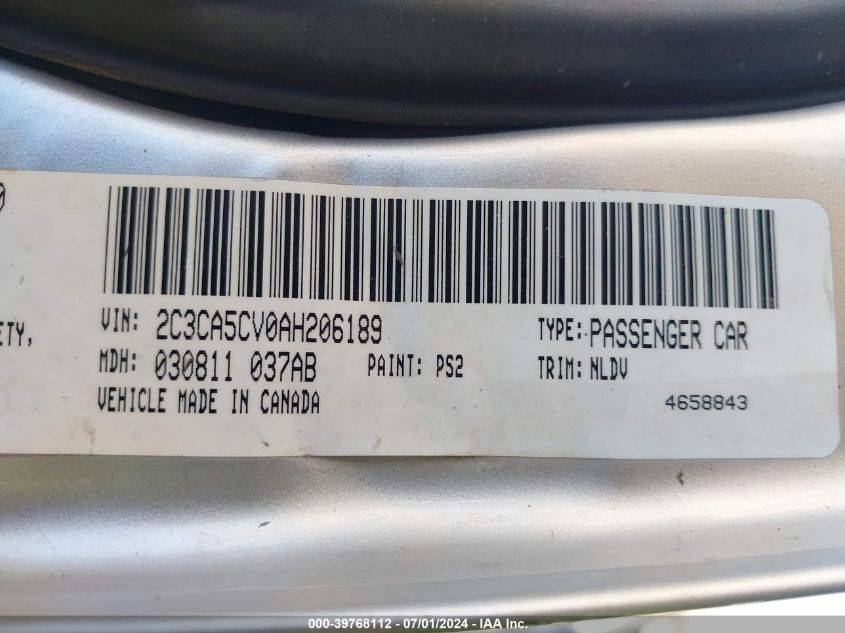 0
ETY,
VIN: 2C3CA5CV0AH206189 TYPE: PASSENGER CAR
MDH: 030811 037AB PAINT: PS2 TRIM: NLDV
VEHICLE MADE IN CANADA 4658843
000-39768112 - 07/01/2024 - IAA Inc.